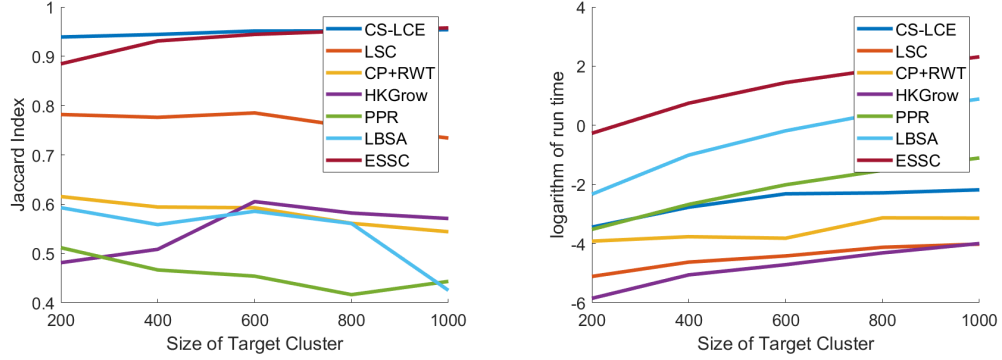 1
0.9
0.8
0.7
0.6
0.5
0.4
Jaccard Index
200
400
600
800
1000
Size of Target Cluster
CS-LCE
LSC
CP+RWT
HKGrow
PPR
LBSA
ESSC
4
2
0
-2
-4
-6
logarithm of run time
200
400
600
800
1000
Size of Target Cluster
CS-LCE
LSC
CP+RWT
HKGrow
PPR
LBSA
ESSC